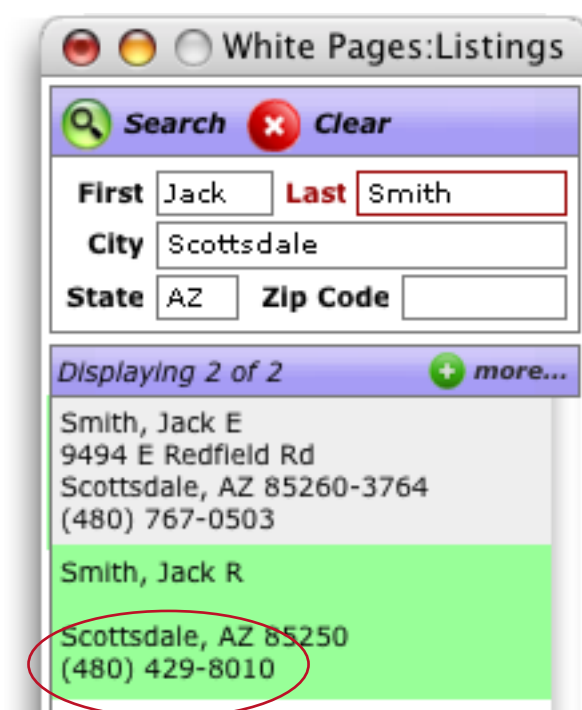 White Pages:Listings
Search Clear
First Jack Last Smith
City Scottsdale
State AZ Zip Code
Displaying 2 of 2 more...
Smith, Jack E
9494 E Redfield Rd
Scottsdale, AZ 85260-3764
(480) 767-0503
Smith, Jack R
Scottsdale, AZ 85250
(480) 429-8010